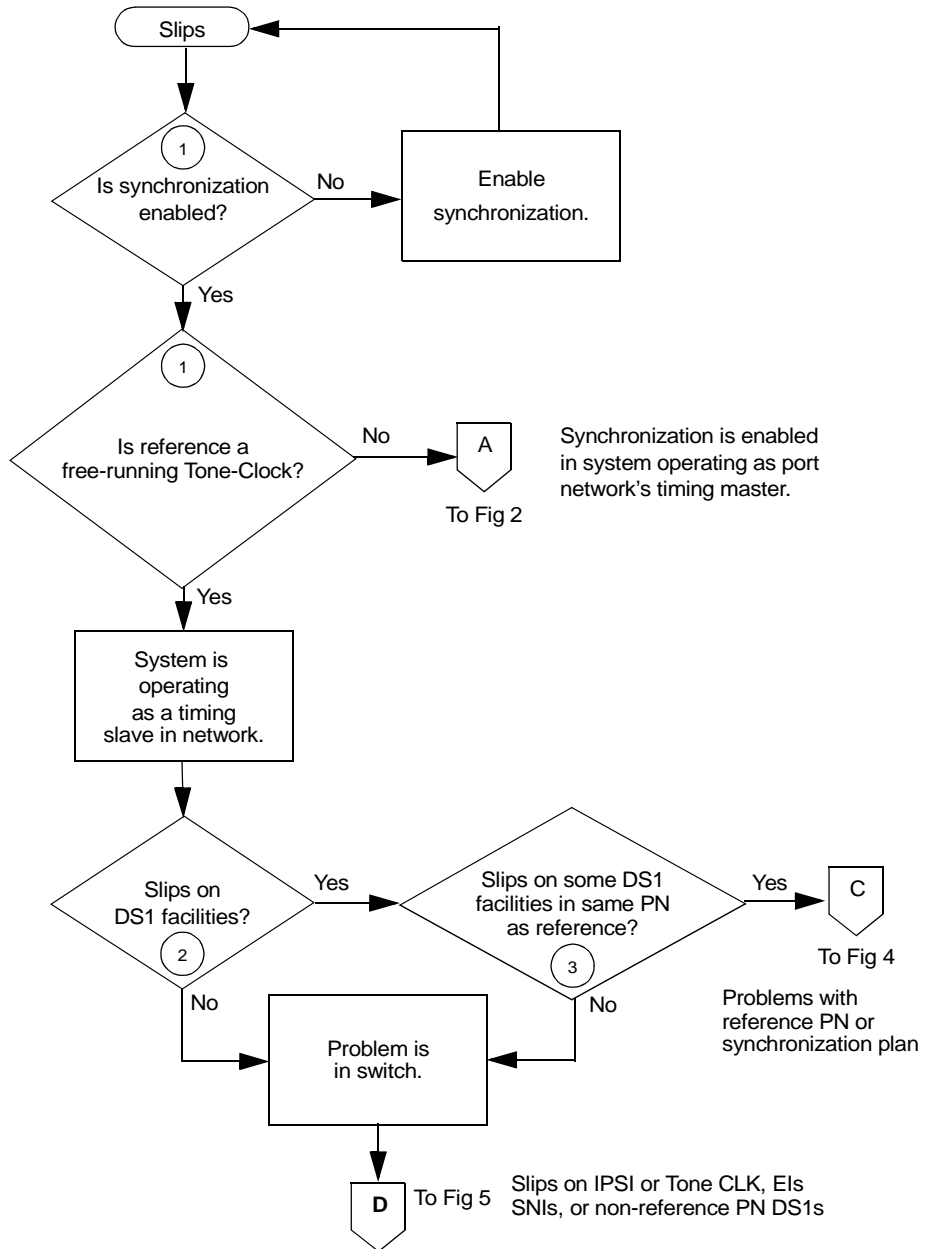 Slips
1
Is synchronization
enabled?
No
Enable
synchronization.
Yes
1
Is reference a
free-running Tone-Clock?
No
A
To Fig 2
Synchronization is enabled
in system operating as port
network's timing master.
Yes
System is
operating
as a timing
slave in network.
Slips on
DS1 facilities?
2
Yes
Slips on some DS1
facilities in same PN
as reference?
3
Yes
C
To Fig 4
Problems with
reference PN or
synchronization plan
No
No
Problem is
in switch.
D
To Fig 5
Slips on IPSI or Tone CLK, EIs
SNIs, or non-reference PN DS1s